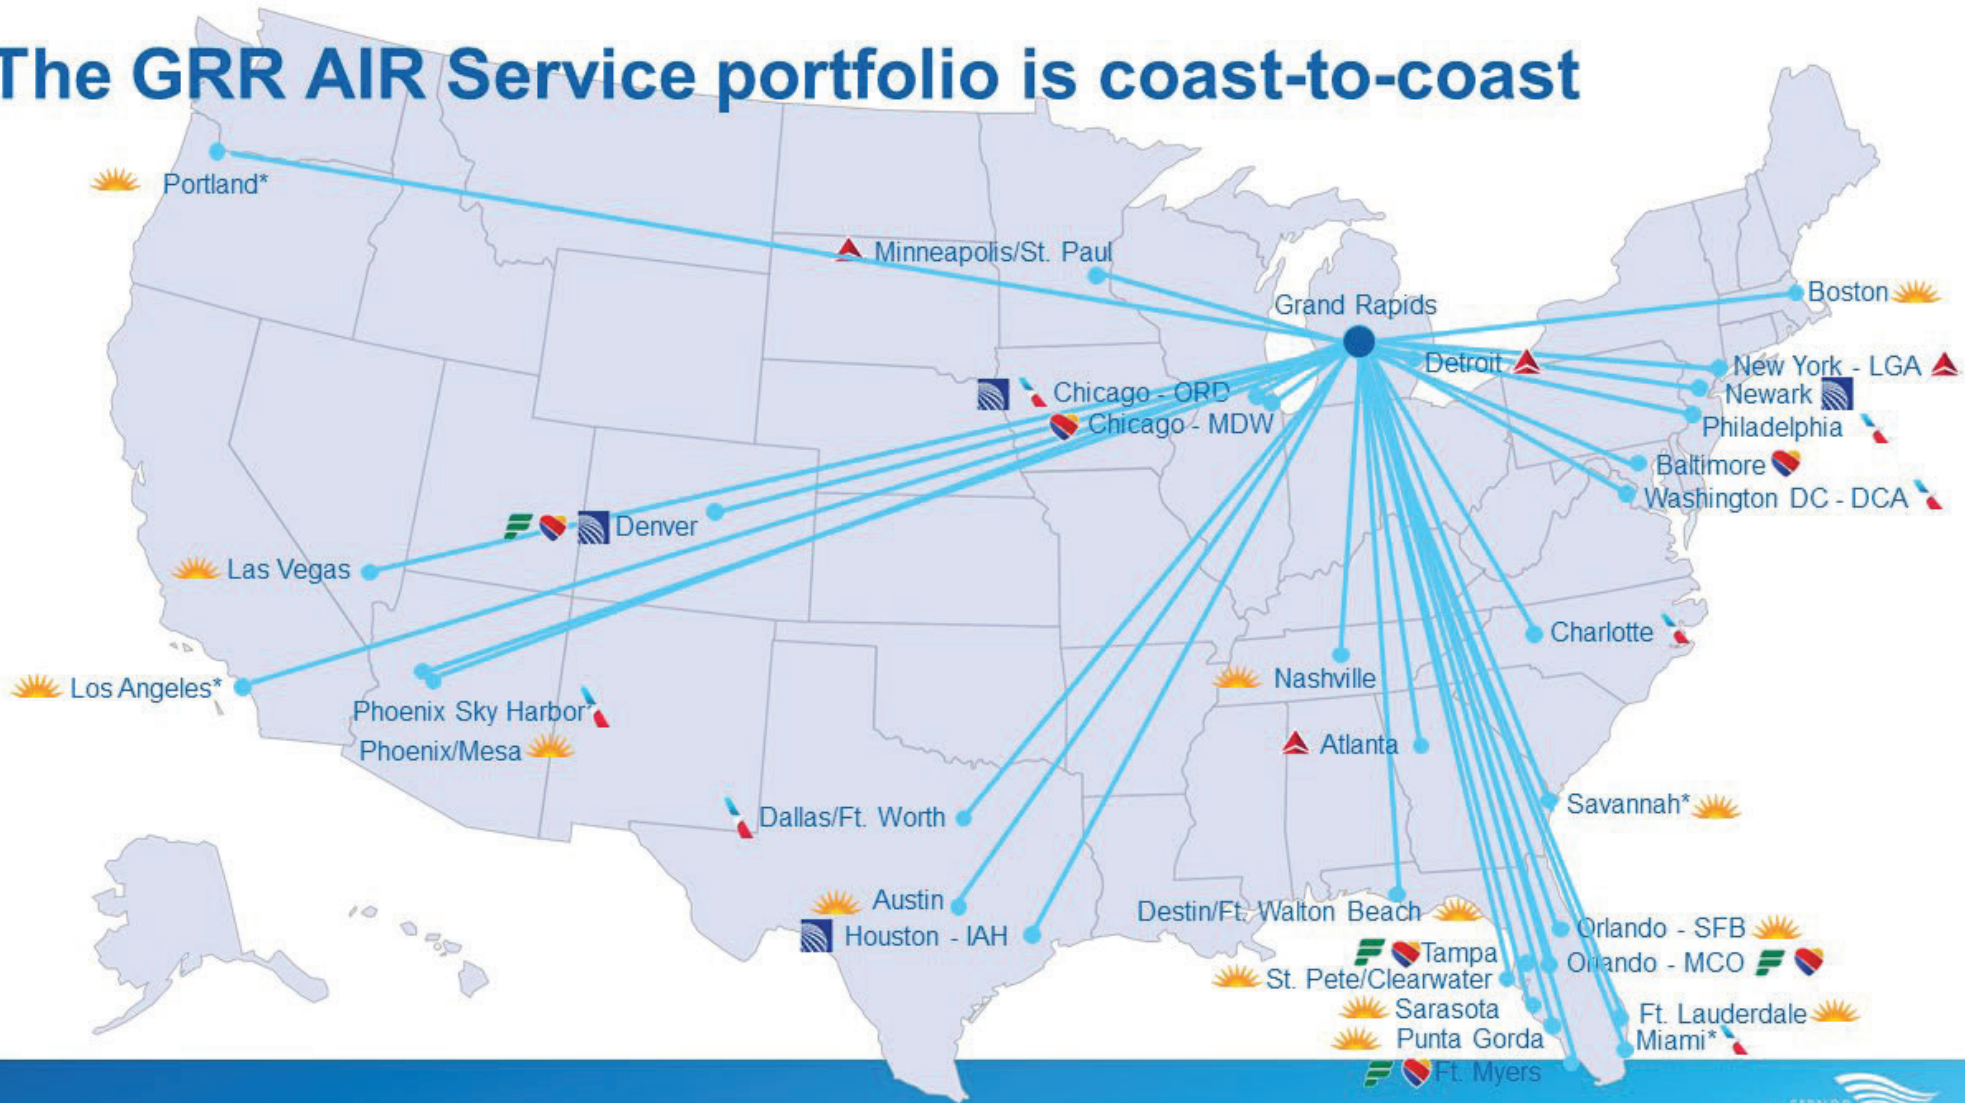 The GRR AIR Service portfolio is coast-to-coast
Portland*
Minneapolis/St. Paul
Grand Rapids
Boston
Detroit
New York - LGA
Chicago - ORD
Newark
Chicago - MDW
Philadelphia
Baltimore
Washington DC - DCA
Denver
Las Vegas
Charlotte
Los Angeles*
Nashville
Phoenix Sky Harbor*
Phoenix/Mesa
Atlanta
Savannah*
Dallas/Ft. Worth
Austin
Destin/Ft. Walton Beach
Houston - IAH
Orlando - SFB
Tampa
Orlando - MCO
St. Pete/Clearwater
Sarasota
Ft. Lauderdale
Punta Gorda
Miami*
Ft. Myers